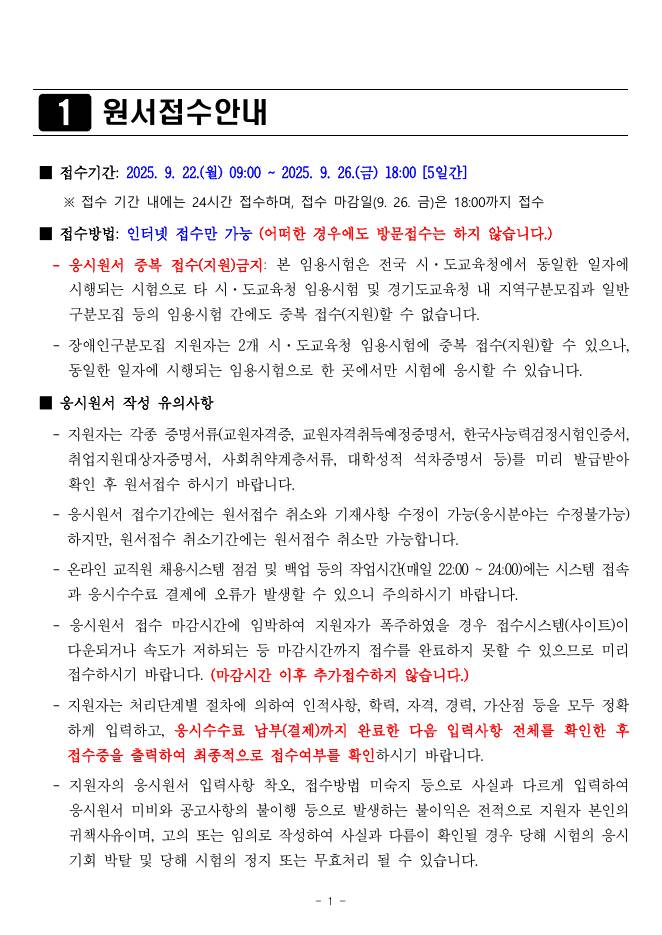 1 원서접수안내
■ 접수기간: 2025. 9. 22.(월) 09:00 ~ 2025. 9. 26.(금) 18:00 [5일간]
※ 접수 기간 내에는 24시간 접수하며, 접수 마감일(9. 26. 금)은 18:00까지 접수
■ 접수방법: 인터넷 접수만 가능 (어떠한 경우에도 방문접수는 하지 않습니다.)
- 응시원서 중복 접수(지원)금지: 본 임용시험은 전국 시·도교육청에서 동일한 일자에
시행되는 시험으로 타 시·도교육청 임용시험 및 경기도교육청 내 지역구분모집과 일반
구분모집 등의 임용시험 간에도 중복 접수(지원)할 수 없습니다.
- 장애인구분모집 지원자는 2개 시·도교육청 임용시험에 중복 접수(지원)할 수 있으나,
동일한 일자에 시행되는 임용시험으로 한 곳에서만 시험에 응시할 수 있습니다.
■ 응시원서 작성 유의사항
- 지원자는 각종 증명서류(교원자격증, 교원자격취득예정증명서, 한국사능력검정시험인증서,
취업지원대상자증명서, 사회취약계층서류, 대학성적 석차증명서 등)를 미리 발급받아
확인 후 원서접수 하시기 바랍니다.
- 응시원서 접수기간에는 원서접수 취소와 기재사항 수정이 가능(응시분야는 수정불가능)
하지만, 원서접수 취소기간에는 원서접수 취소만 가능합니다.
- 온라인 교직원 채용시스템 점검 및 백업 등의 작업시간(매일 22:00 ~ 24:00)에는 시스템 접속
과 응시수수료 결제에 오류가 발생할 수 있으니 주의하시기 바랍니다.
- 응시원서 접수 마감시간에 임박하여 지원자가 폭주하였을 경우 접수시스템(사이트)이
다운되거나 속도가 저하되는 등 마감시간까지 접수를 완료하지 못할 수 있으므로 미리
접수하시기 바랍니다. (마감시간 이후 추가접수하지 않습니다.)
- 지원자는 처리단계별 절차에 의하여 인적사항, 학력, 자격, 경력, 가산점 등을 모두 정확
하게 입력하고, 응시수수료 납부(결제)까지 완료한 다음 입력사항 전체를 확인한 후
접수증을 출력하여 최종적으로 접수여부를 확인하시기 바랍니다.
- 지원자의 응시원서 입력사항 착오, 접수방법 미숙지 등으로 사실과 다르게 입력하여
응시원서 미비와 공고사항의 불이행 등으로 발생하는 불이익은 전적으로 지원자 본인의
귀책사유이며, 고의 또는 임의로 작성하여 사실과 다름이 확인될 경우 당해 시험의 응시
기회 박탈 및 당해 시험의 정지 또는 무효처리 될 수 있습니다.
- 1 -